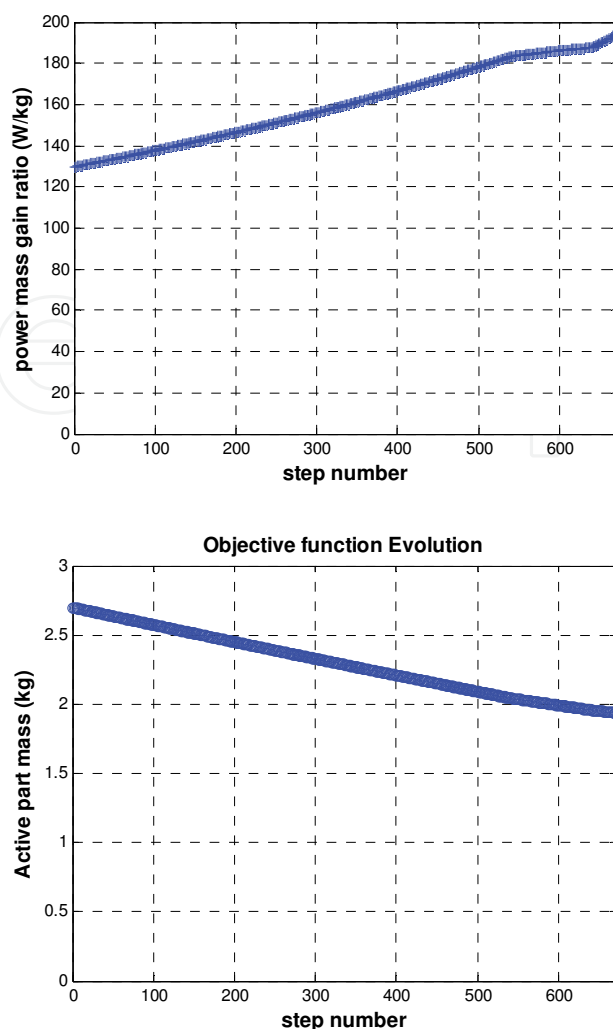 200
180
160
140
120
100
80
60
40
20
0
power mass gain ratio (W/kg)
0 100 200 300 400 500 600
step number
Objective function Evolution
3
2.5
2
1.5
1
0.5
0
Active part mass (kg)
0 100 200 300 400 500 600
step number